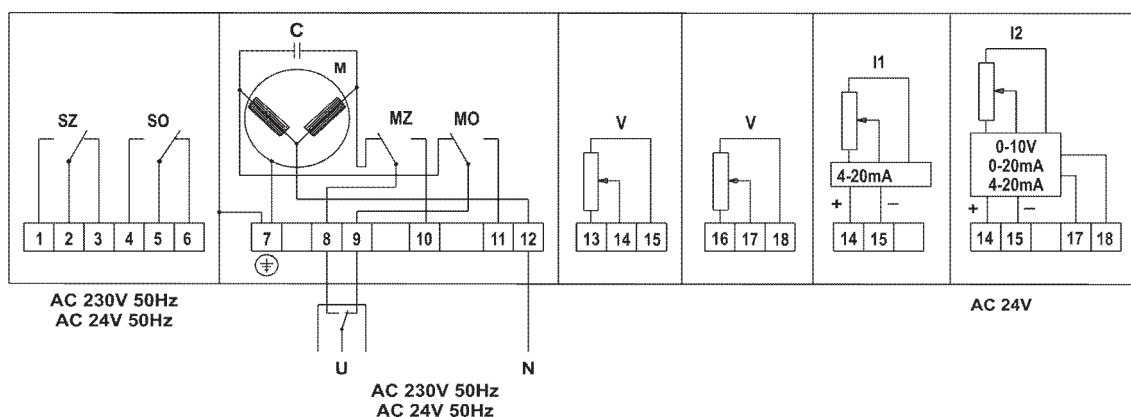 C
M
SZ SO
MZ MO
V
V
I1
I2
4-20mA
0-10V
0-20mA
4-20mA
+ −
+ −
1 2 3 4 5 6
7 8 9 10 11 12
13 14 15
16 17 18
14 15
14 15 17 18
AC 230V 50Hz
AC 24V 50Hz
U N
AC 230V 50Hz
AC 24V 50Hz
AC 24V